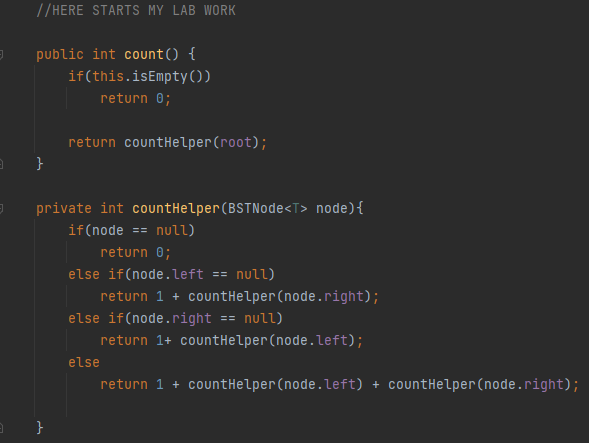 //HERE STARTS MY LAB WORK
public int count() {
if(this.isEmpty())
return 0;
return countHelper(root);
}
private int countHelper(BSTNode<T> node){
if(node == null)
return 0;
else if(node.left == null)
return 1 + countHelper(node.right);
else if(node.right == null)
return 1+ countHelper(node.left);
else
return 1 + countHelper(node.left) + countHelper(node.right);
}